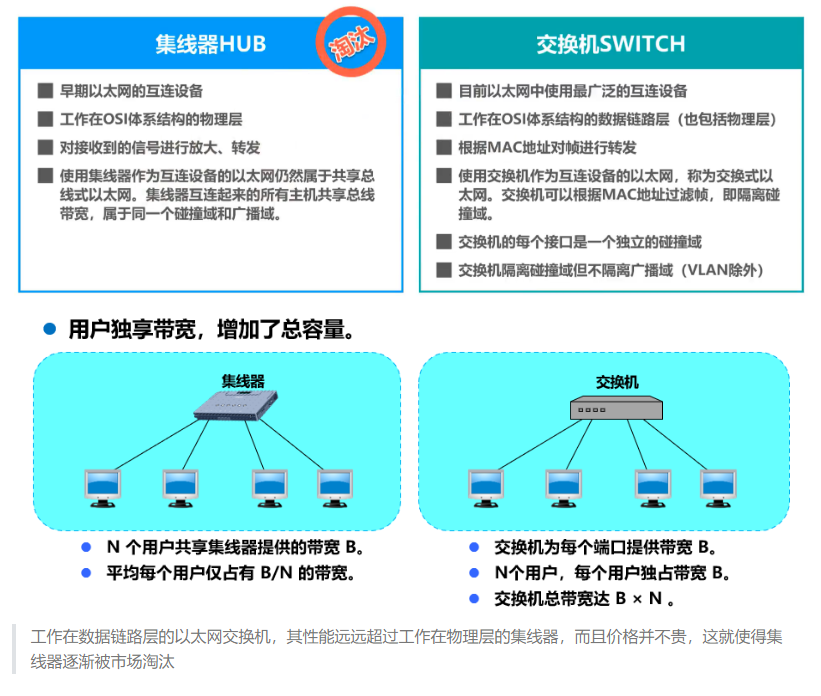 集线器HUB
淘汰
早期以太网的互连设备
工作在OSI体系结构的物理层
对接收到的信号进行放大、转发
使用集线器作为互连设备的以太网仍然属于共享总
线式以太网。集线器互连起来的所有主机共享总线
带宽，属于同一个碰撞域和广播域。
交换机SWITCH
目前以太网中使用最广泛的互连设备
工作在OSI体系结构的数据链路层（也包括物理层）
根据MAC地址对帧进行转发
使用交换机作为互连设备的以太网，称为交换式以
太网。交换机可以根据MAC地址过滤帧，即隔离碰
撞域。
交换机的每个接口是一个独立的碰撞域
交换机隔离碰撞域但不隔离广播域（VLAN除外）
用户独享带宽，增加了总容量。
集线器
N 个用户共享集线器提供的带宽 B。
平均每个用户仅占有 B/N 的带宽。
交换机
交换机为每个端口提供带宽 B。
N个用户，每个用户独占带宽 B。
交换机总带宽达 B × N 。
工作在数据链路层的以太网交换机，其性能远远超过工作在物理层的集线器，而且价格并不贵，这就使得集
线器逐渐被市场淘汰